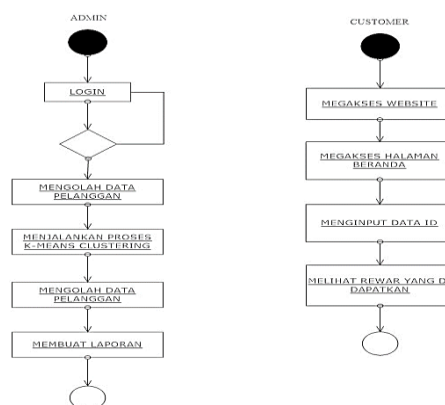 ADMIN
LOGIN
MENGOLAH DATA
PELANGGAN
MENJALANKAN PROSES
K-MEANS CLUSTERING
MENGOLAH DATA
PELANGGAN
MEMBUAT LAPORAN
CUSTOMER
MEGAKSES WEBSITE
MEGAKSES HALAMAN
BERANDA
MENGINPUT DATA ID
MELIHAT REWAR YANG D
DAPATKAN